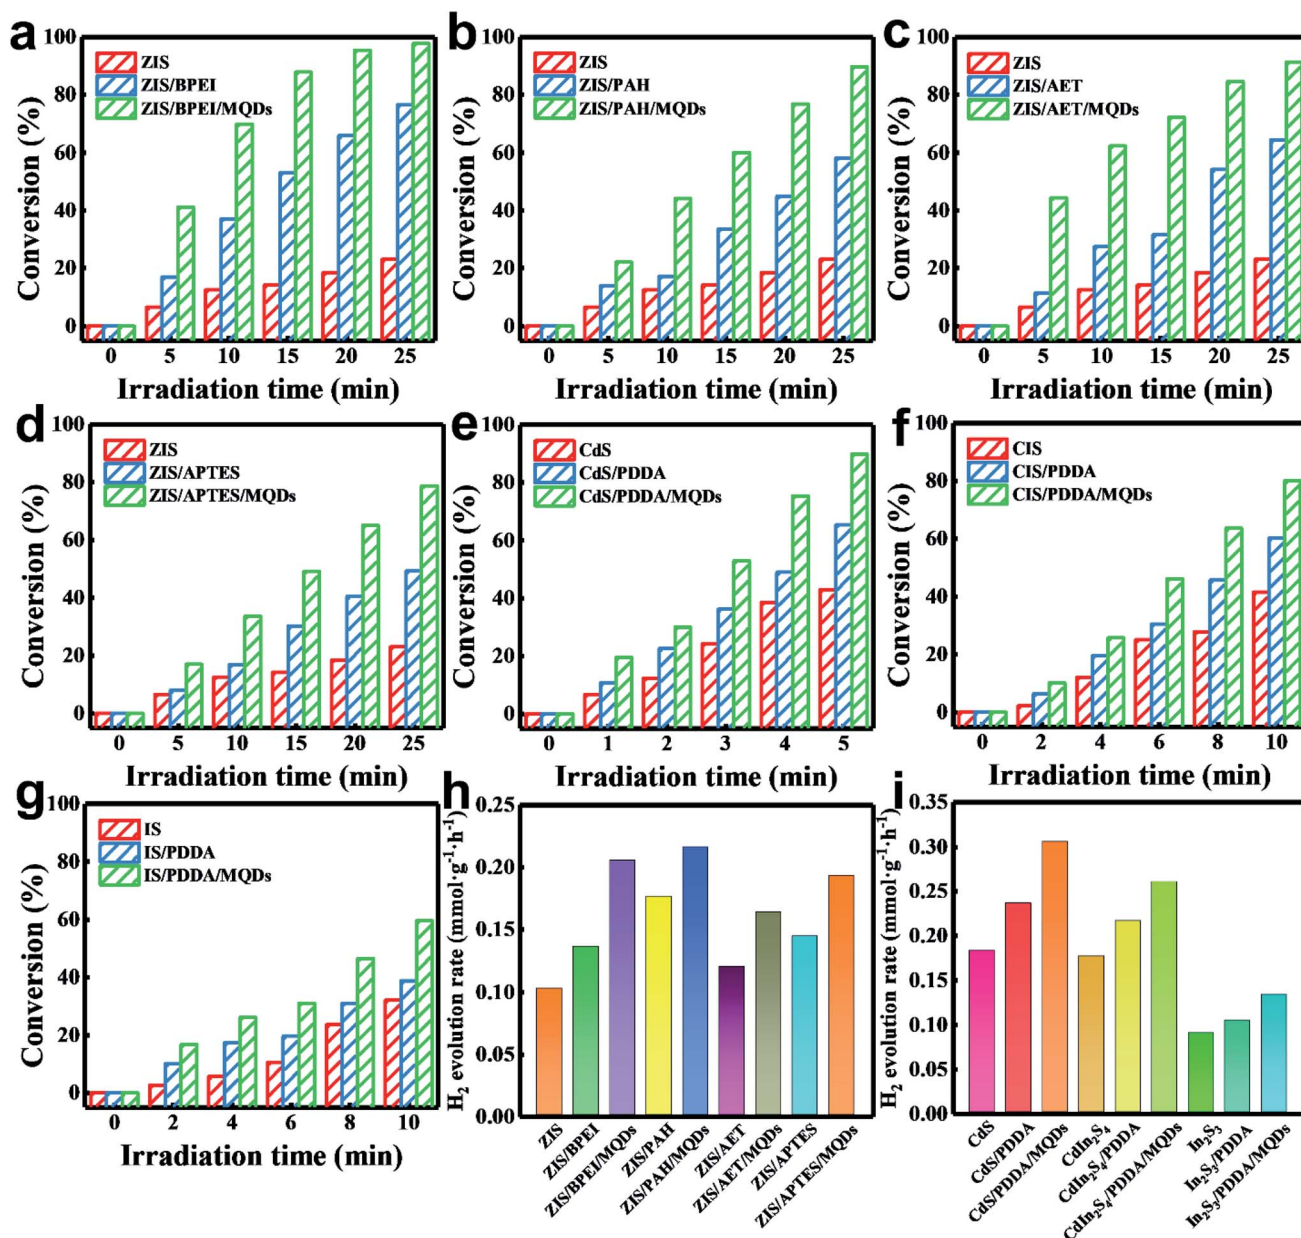 a
100
80
60
40
20
0
Conversion (%)
ZIS
ZIS/BPEI
ZIS/BPEI/MQDs
0 5 10 15 20 25
Irradiation time (min)
b
100
80
60
40
20
0
Conversion (%)
ZIS
ZIS/PAH
ZIS/PAH/MQDs
0 5 10 15 20 25
Irradiation time (min)
c
100
80
60
40
20
0
Conversion (%)
ZIS
ZIS/AET
ZIS/AET/MQDs
0 5 10 15 20 25
Irradiation time (min)
d
100
80
60
40
20
0
Conversion (%)
ZIS
ZIS/APTES
ZIS/APTES/MQDs
0 5 10 15 20 25
Irradiation time (min)
e
100
80
60
40
20
0
Conversion (%)
CdS
CdS/PDDA
CdS/PDDA/MQDs
0 1 2 3 4 5
Irradiation time (min)
f
100
80
60
40
20
0
Conversion (%)
CIS
CIS/PDDA
CIS/PDDA/MQDs
0 2 4 6 8 10
Irradiation time (min)
g
100
80
60
40
20
0
Conversion (%)
IS
IS/PDDA
IS/PDDA/MQDs
0 2 4 6 8 10
Irradiation time (min)
h
0.25
0.20
0.15
0.10
0.05
0.00
H₂ evolution rate (mmol·g⁻¹·h⁻¹)
ZIS
ZIS/BPEI
ZIS/BPEI/MQDs
ZIS/PAH
ZIS/PAH/MQDs
ZIS/AET
ZIS/AET/MQDs
ZIS/APTES
ZIS/APTES/MQDs
i
0.35
0.30
0.25
0.20
0.15
0.10
0.05
0.00
H₂ evolution rate (mmol·g⁻¹·h⁻¹)
CdS
CdS/PDDA
CdS/PDDA/MQDs
CdIn₂S₄
CdIn₂S₄/PDDA
CdIn₂S₄/PDDA/MQDs
In₂S₃
In₂S₃/PDDA
In₂S₃/PDDA/MQDs